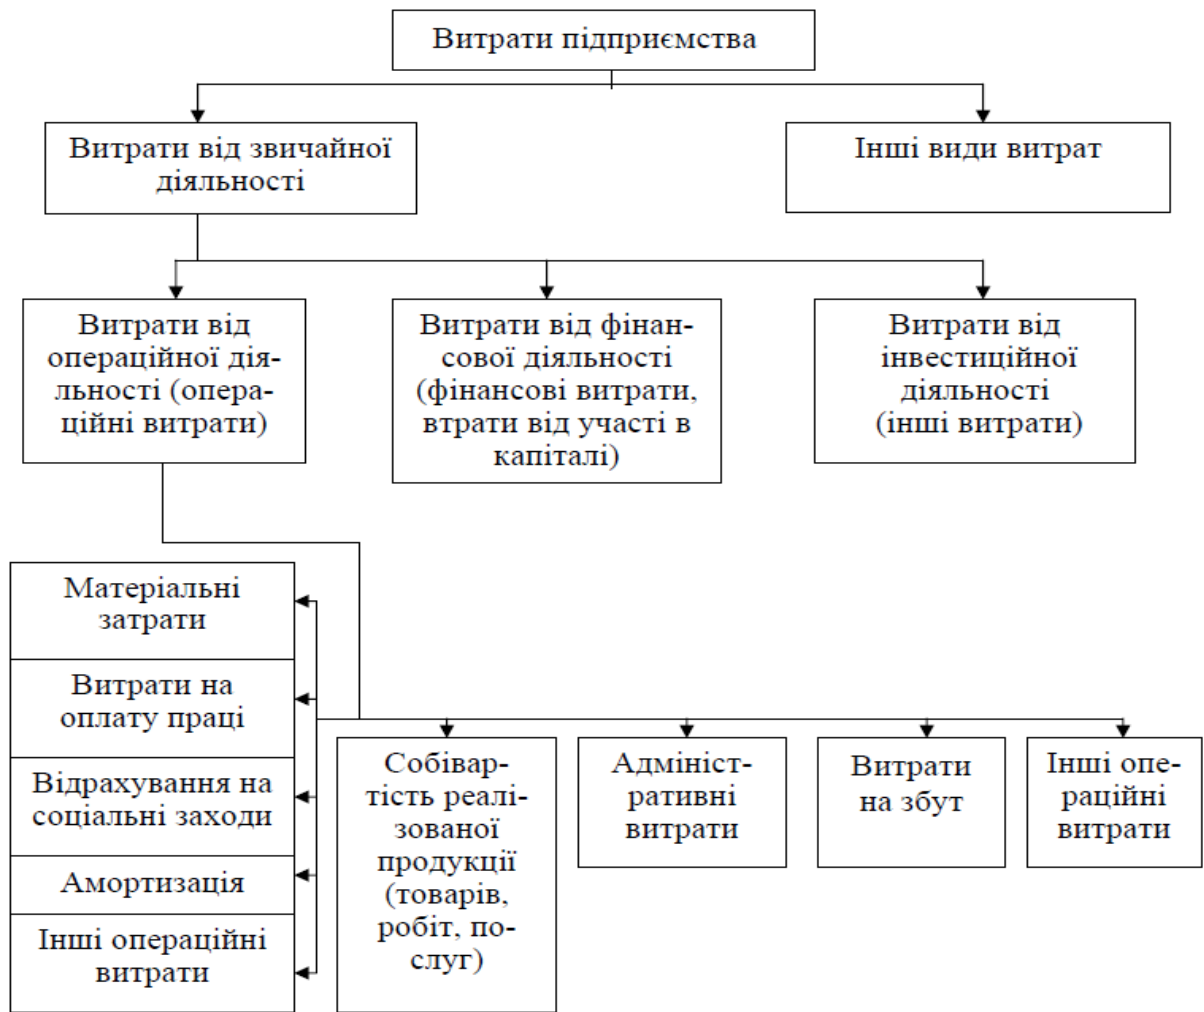 Витрати підприємства
Витрати від звичайної
діяльності
Інші види витрат
Витрати від
операційної дія-
льності (опера-
ційні витрати)
Витрати від фінан-
сової діяльності
(фінансові витрати,
втрати від участі в
капіталі)
Витрати від
інвестиційної
діяльності
(інші витрати)
Матеріальні
затрати
Витрати на
оплату праці
Відрахування на
соціальні заходи
Амортизація
Інші операційні
витрати
Собівар-
тість реалі-
зованої
продукції
(товарів,
робіт, по-
слуг)
Адмініст-
ративні
витрати
Витрати
на збут
Інші опе-
раційні
витрати